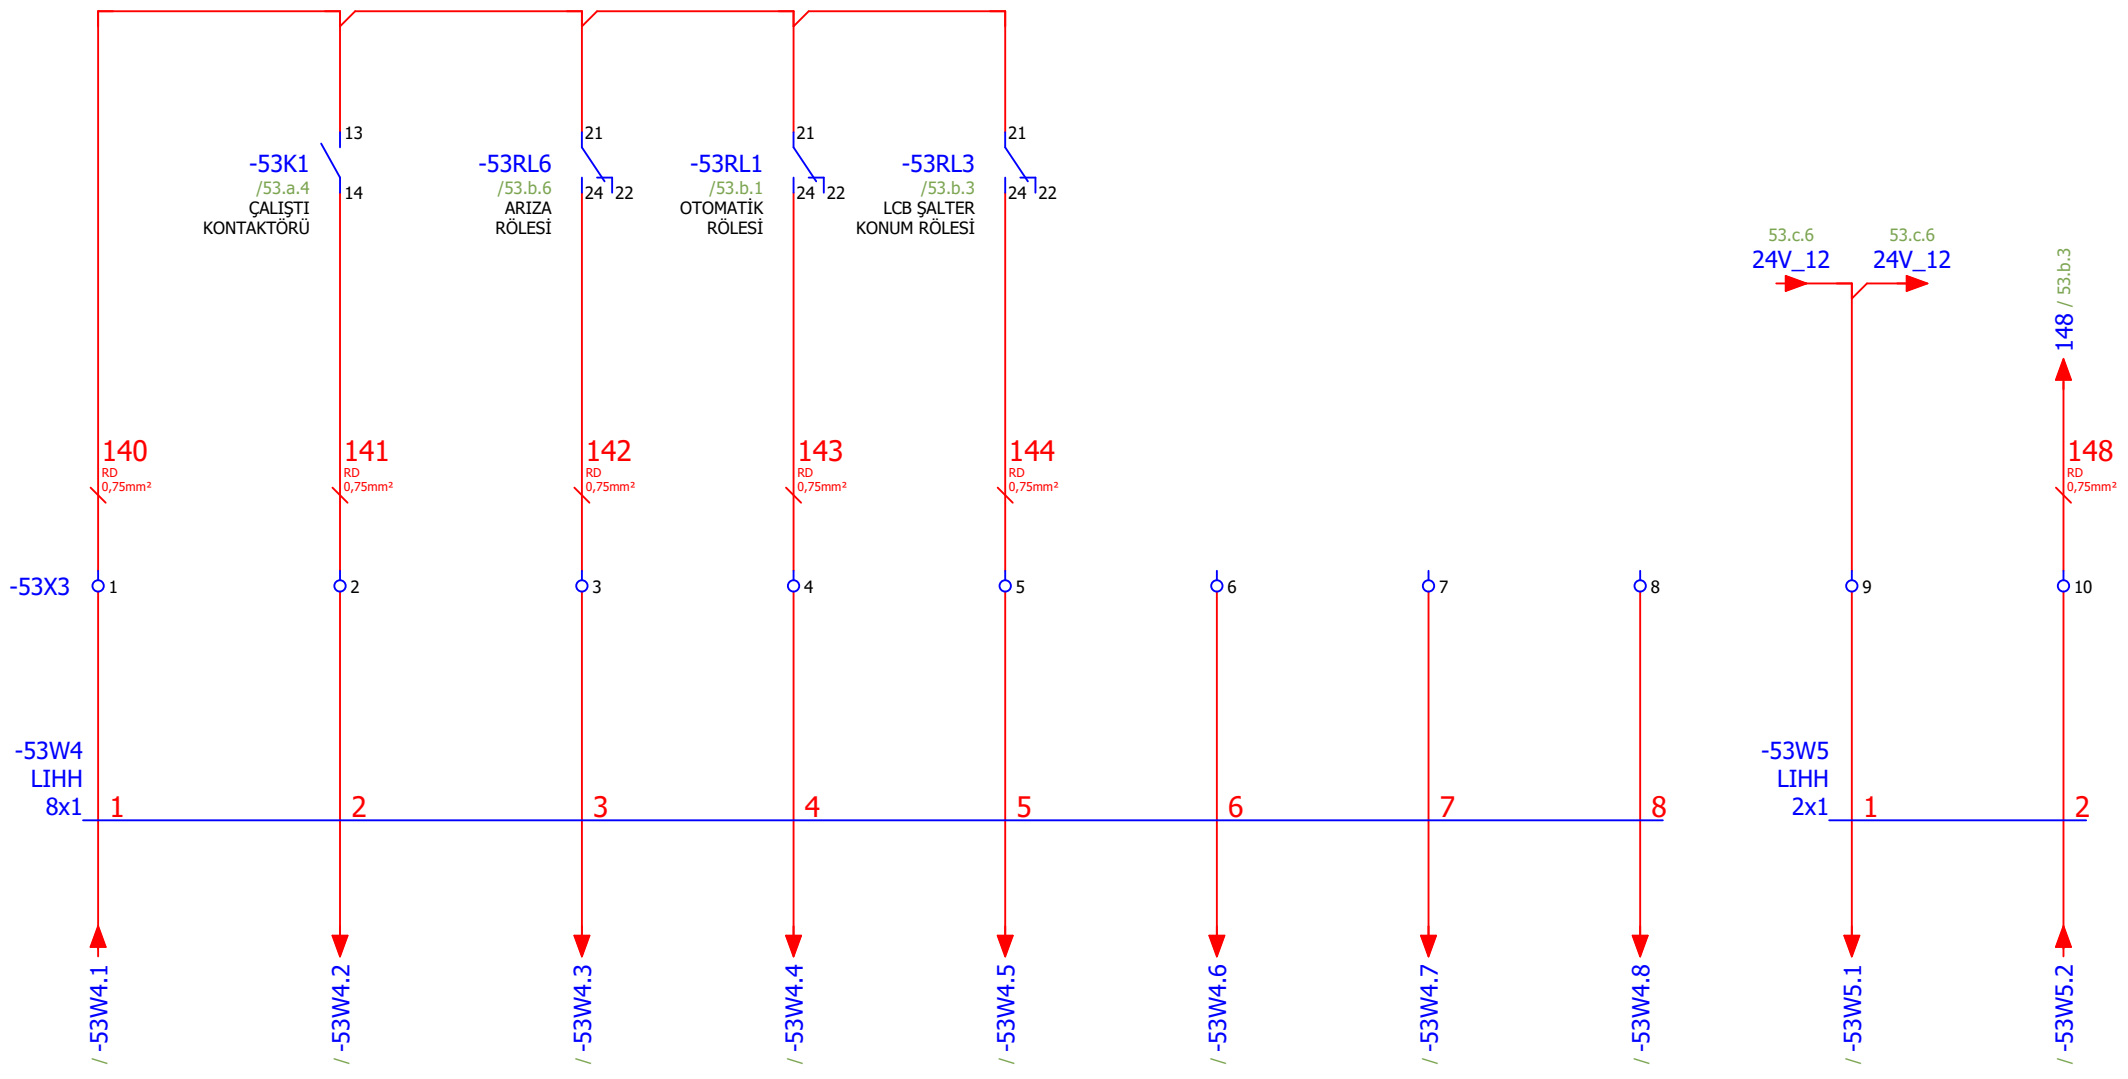 13
-53K1
/53.a.4
14
ÇALIŞTI
KONTAKTÖRÜ
21
-53RL6
/53.b.6
24 22
ARIZA
RÖLESİ
21
-53RL1
/53.b.1
24 22
OTOMATİK
RÖLESİ
21
-53RL3
/53.b.3
24 22
LCB ŞALTER
KONUM RÖLESİ
53.c.6
24V_12
53.c.6
24V_12
148 / 53.b.3
140
RD
0,75mm²
141
RD
0,75mm²
142
RD
0,75mm²
143
RD
0,75mm²
144
RD
0,75mm²
148
RD
0,75mm²
-53X3
1 2 3 4 5 6 7 8 9 10
-53W4
LIHH
8x1
1 2 3 4 5 6 7 8
-53W5
LIHH
2x1
1 2
/ -53W4.1
/ -53W4.2
/ -53W4.3
/ -53W4.4
/ -53W4.5
/ -53W4.6
/ -53W4.7
/ -53W4.8
/ -53W5.1
/ -53W5.2